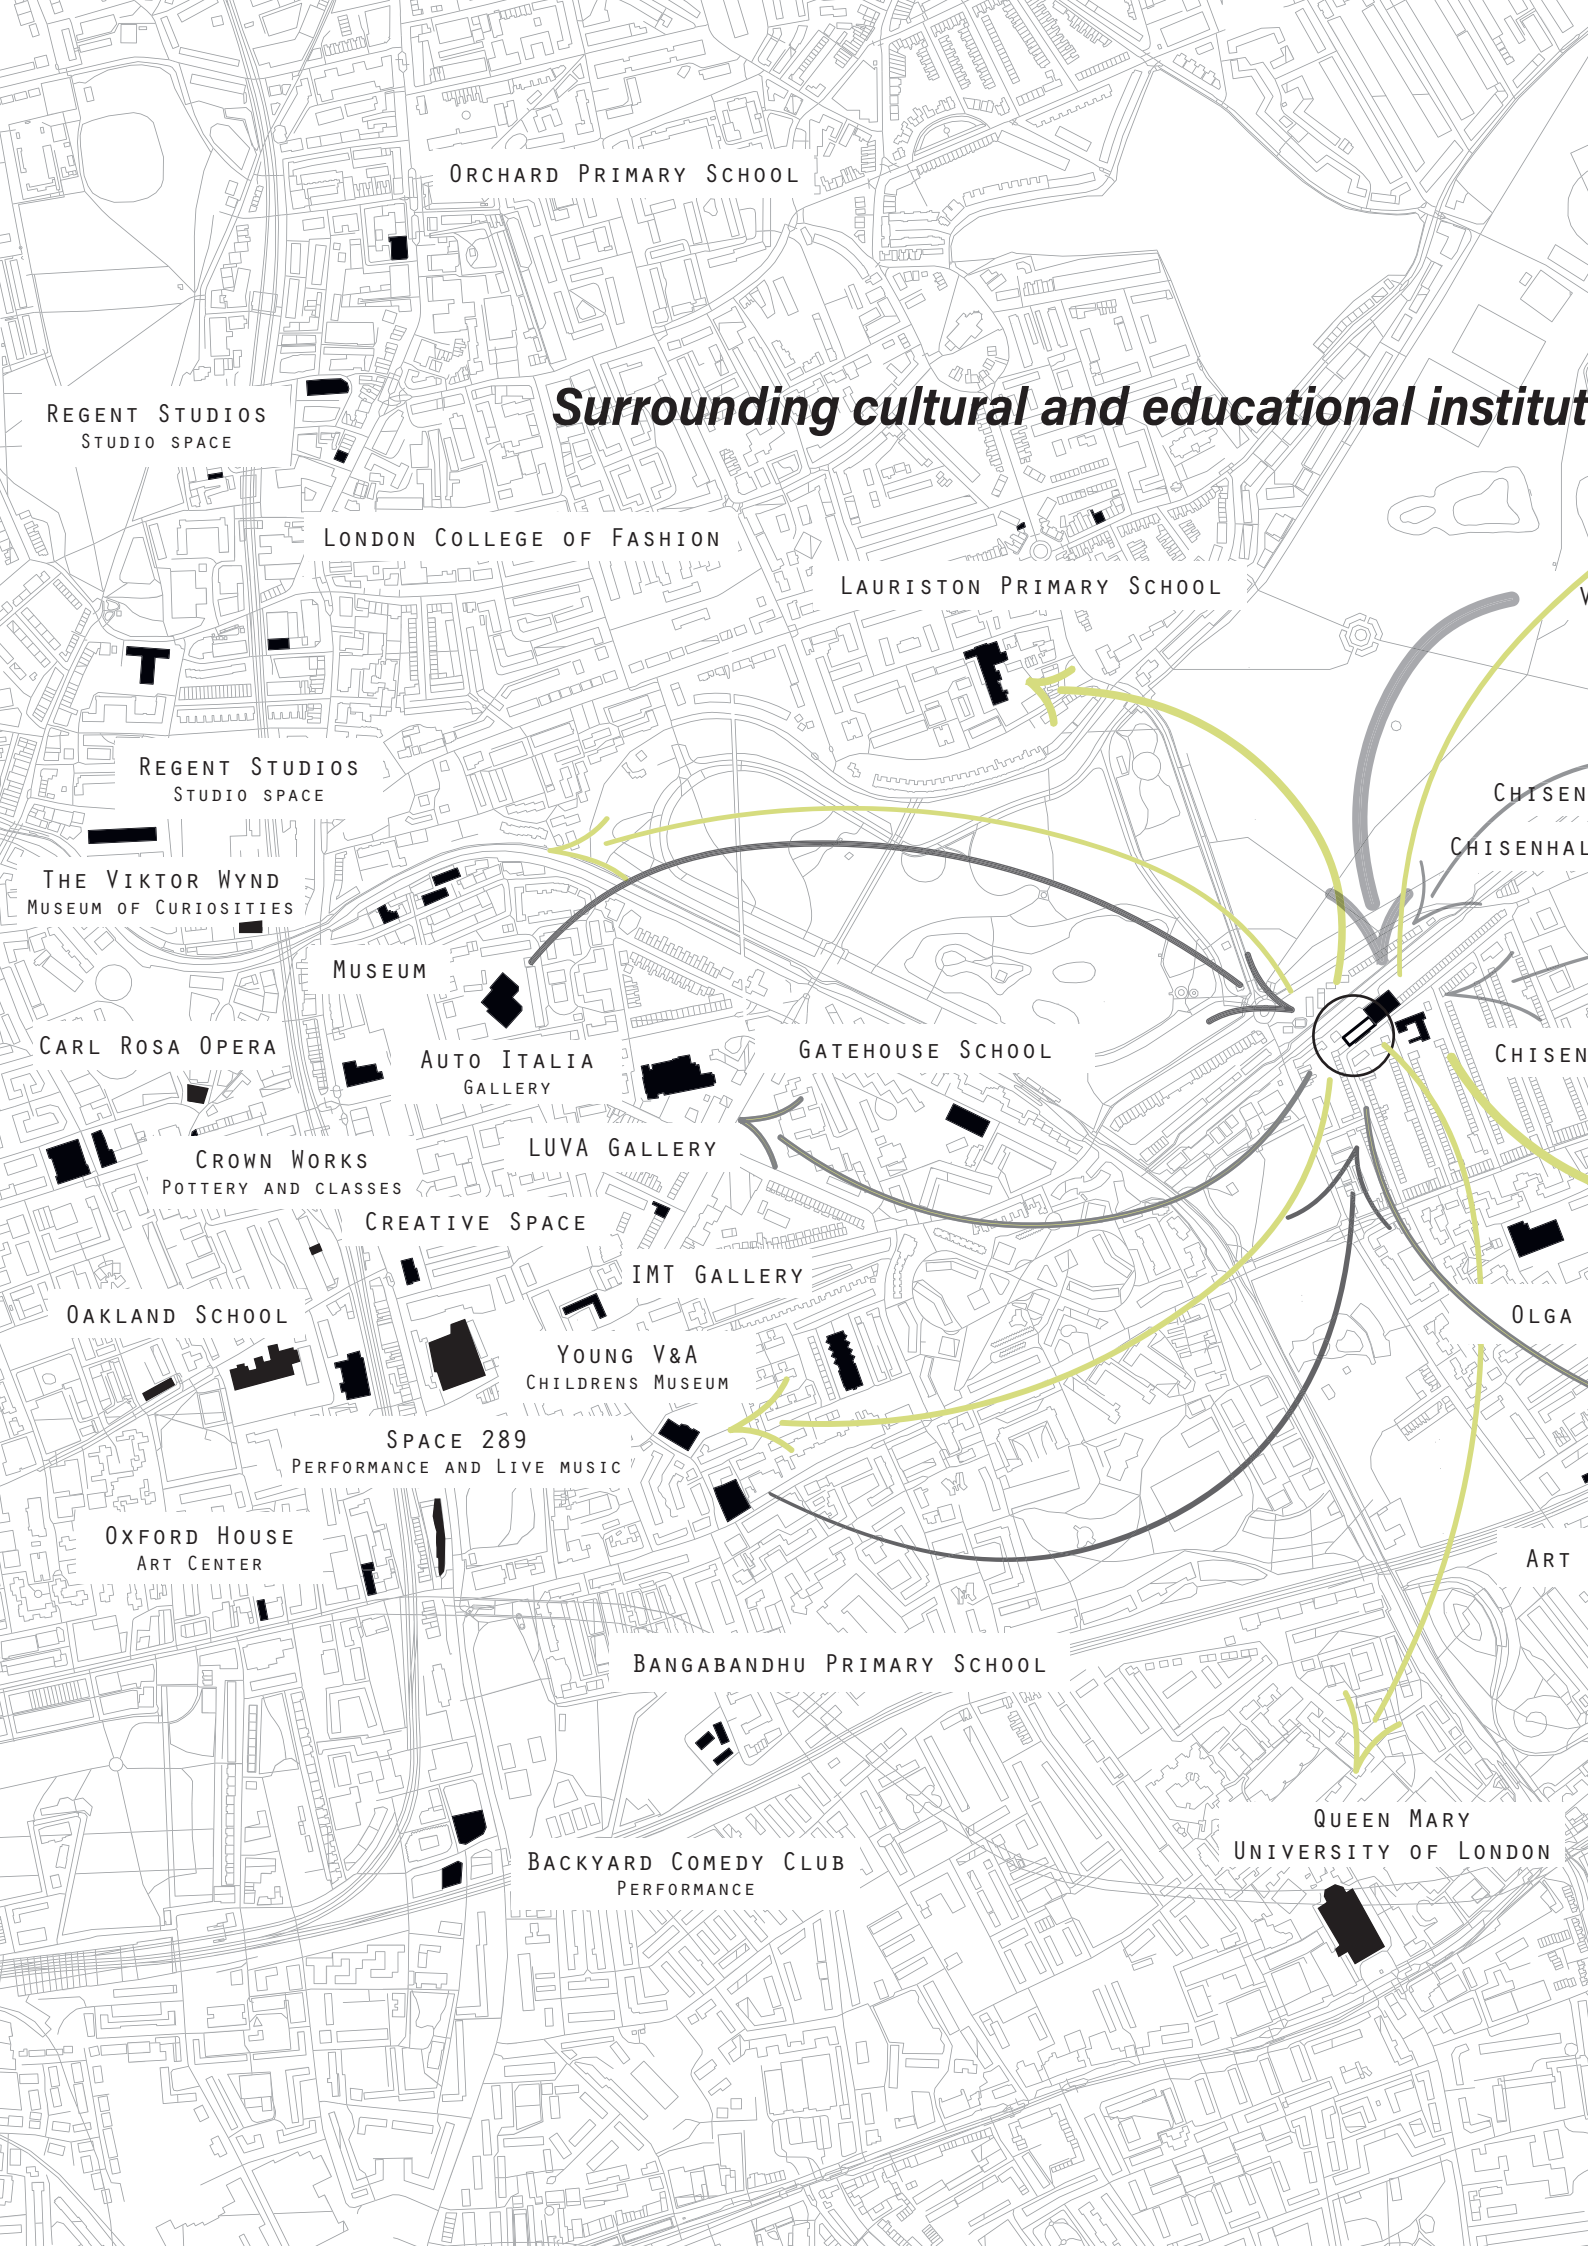 Orchard Primary School
Surrounding cultural and educational institut
Regent Studios
Studio space
London College of Fashion
Lauriston Primary School
V
Regent Studios
Studio space
Chisen
Chisenhal
The Viktor Wynd
Museum of Curiosities
Museum
Carl Rosa Opera
Auto Italia
Gallery
Gatehouse School
Chisen
LUVA Gallery
Crown Works
Pottery and classes
Creative Space
IMT Gallery
Oakland School
Olga
Young V&A
Childrens Museum
Space 289
Performance and Live music
Oxford House
Art Center
Art
Bangabandhu Primary School
Queen Mary
University of London
Backyard Comedy Club
Performance